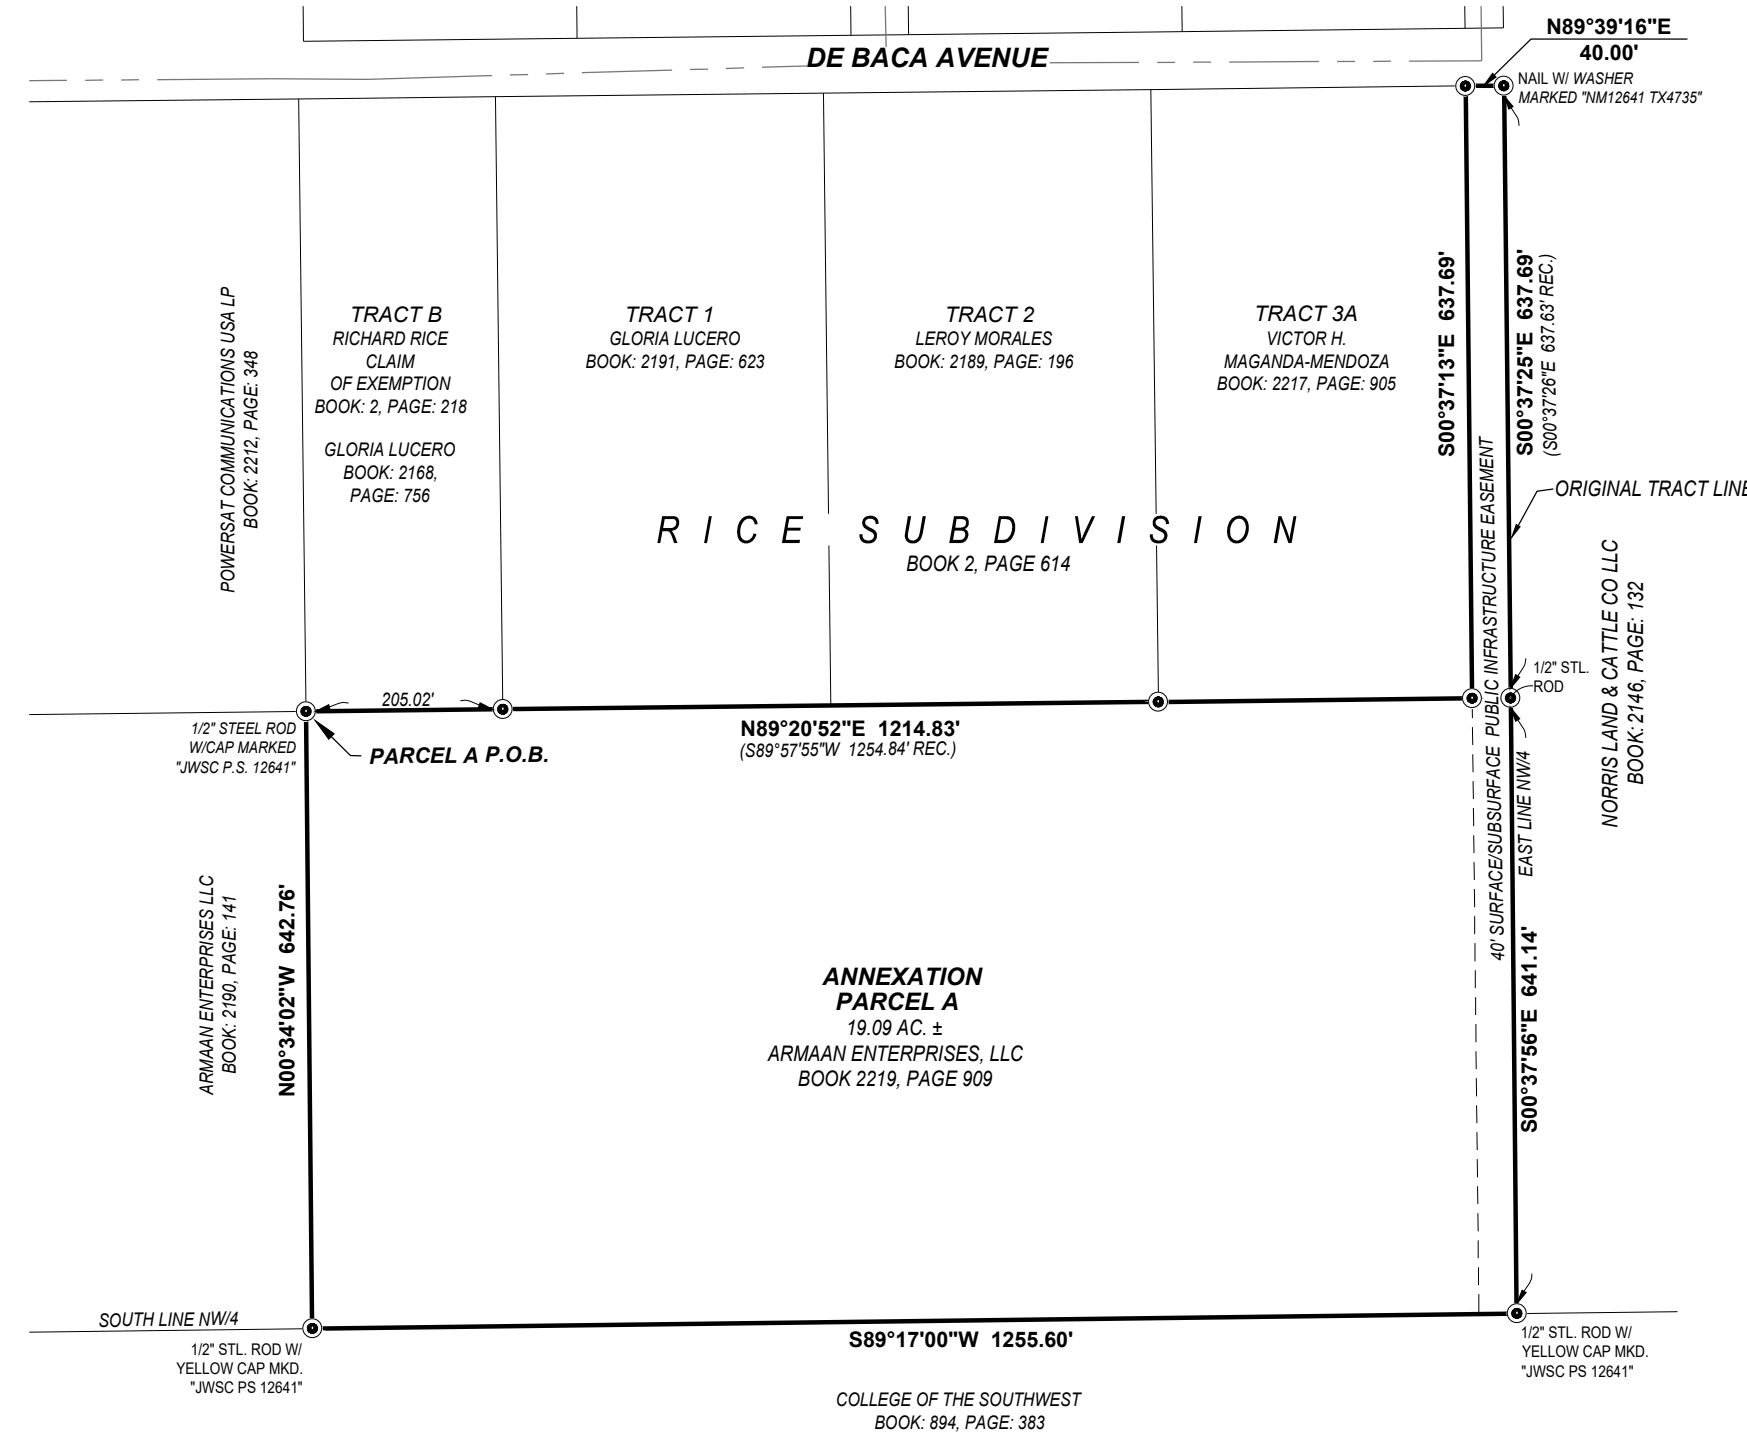 N89°39'16"E
40.00'
DE BACA AVENUE
NAIL W/ WASHER
MARKED "NM12641 TX4735"
POWERSAT COMMUNICATIONS USA LP
BOOK: 2212, PAGE: 348
TRACT B
RICHARD RICE
CLAIM
OF EXEMPTION
BOOK: 2, PAGE: 218
GLORIA LUCERO
BOOK: 2168,
PAGE: 756
TRACT 1
GLORIA LUCERO
BOOK: 2191, PAGE: 623
TRACT 2
LEROY MORALES
BOOK: 2189, PAGE: 196
TRACT 3A
VICTOR H.
MAGANDA-MENDOZA
BOOK: 2217, PAGE: 905
S00°37'13"E 637.69'
S00°37'25"E 637.69'
(S00°37'26"E 637.63' REC.)
ORIGINAL TRACT LINE
RICE SUBDIVISION
BOOK 2, PAGE 614
40' SURFACE/SUBSURFACE PUBLIC INFRASTRUCTURE EASEMENT
NORRIS LAND & CATTLE CO LLC
BOOK: 2146, PAGE: 132
1/2" STL.
ROD
205.02'
1/2" STEEL ROD
W/CAP MARKED
"JWSC P.S. 12641"
PARCEL A P.O.B.
N89°20'52"E 1214.83'
(S89°57'55"W 1254.84' REC.)
EAST LINE NW/4
ARMAAN ENTERPRISES LLC
BOOK: 2190, PAGE: 141
N00°34'02"W 642.76'
ANNEXATION
PARCEL A
19.09 AC. ±
ARMAAN ENTERPRISES, LLC
BOOK 2219, PAGE 909
S00°37'56"E 641.14'
SOUTH LINE NW/4
1/2" STL. ROD W/
YELLOW CAP MKD.
"JWSC PS 12641"
S89°17'00"W 1255.60'
1/2" STL. ROD W/
YELLOW CAP MKD.
"JWSC PS 12641"
COLLEGE OF THE SOUTHWEST
BOOK: 894, PAGE: 383